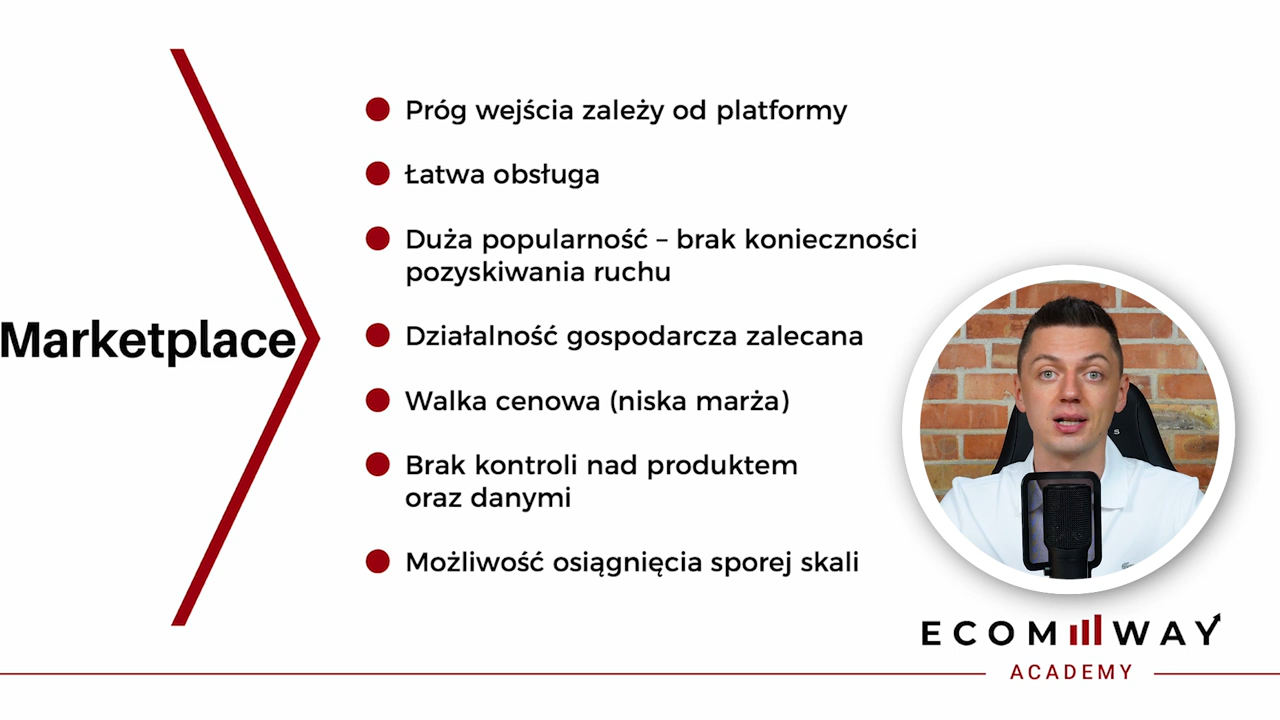 Marketplace
Próg wejścia zależy od platformy
Łatwa obsługa
Duża popularność – brak konieczności
pozyskiwania ruchu
Działalność gospodarcza zalecana
Walka cenowa (niska marża)
Brak kontroli nad produktem
oraz danymi
Możliwość osiągnięcia sporej skali
ECOM WAY
ACADEMY